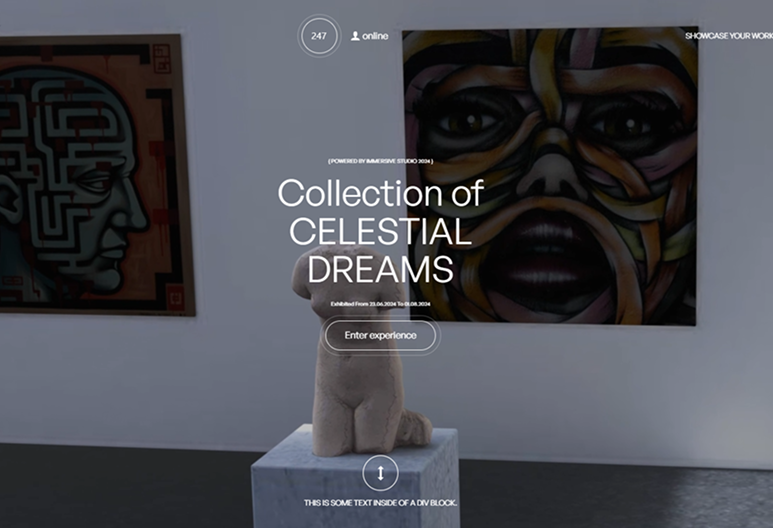 247
online
SHOWCASE YOUR WORK
(POWERED BY IMMERSIVE STUDIO 2024)
Collection of
CELESTIAL
DREAMS
Exhibited From 23.06.2024 To 01.08.2024
Enter experience
THIS IS SOME TEXT INSIDE OF A DIV BLOCK.